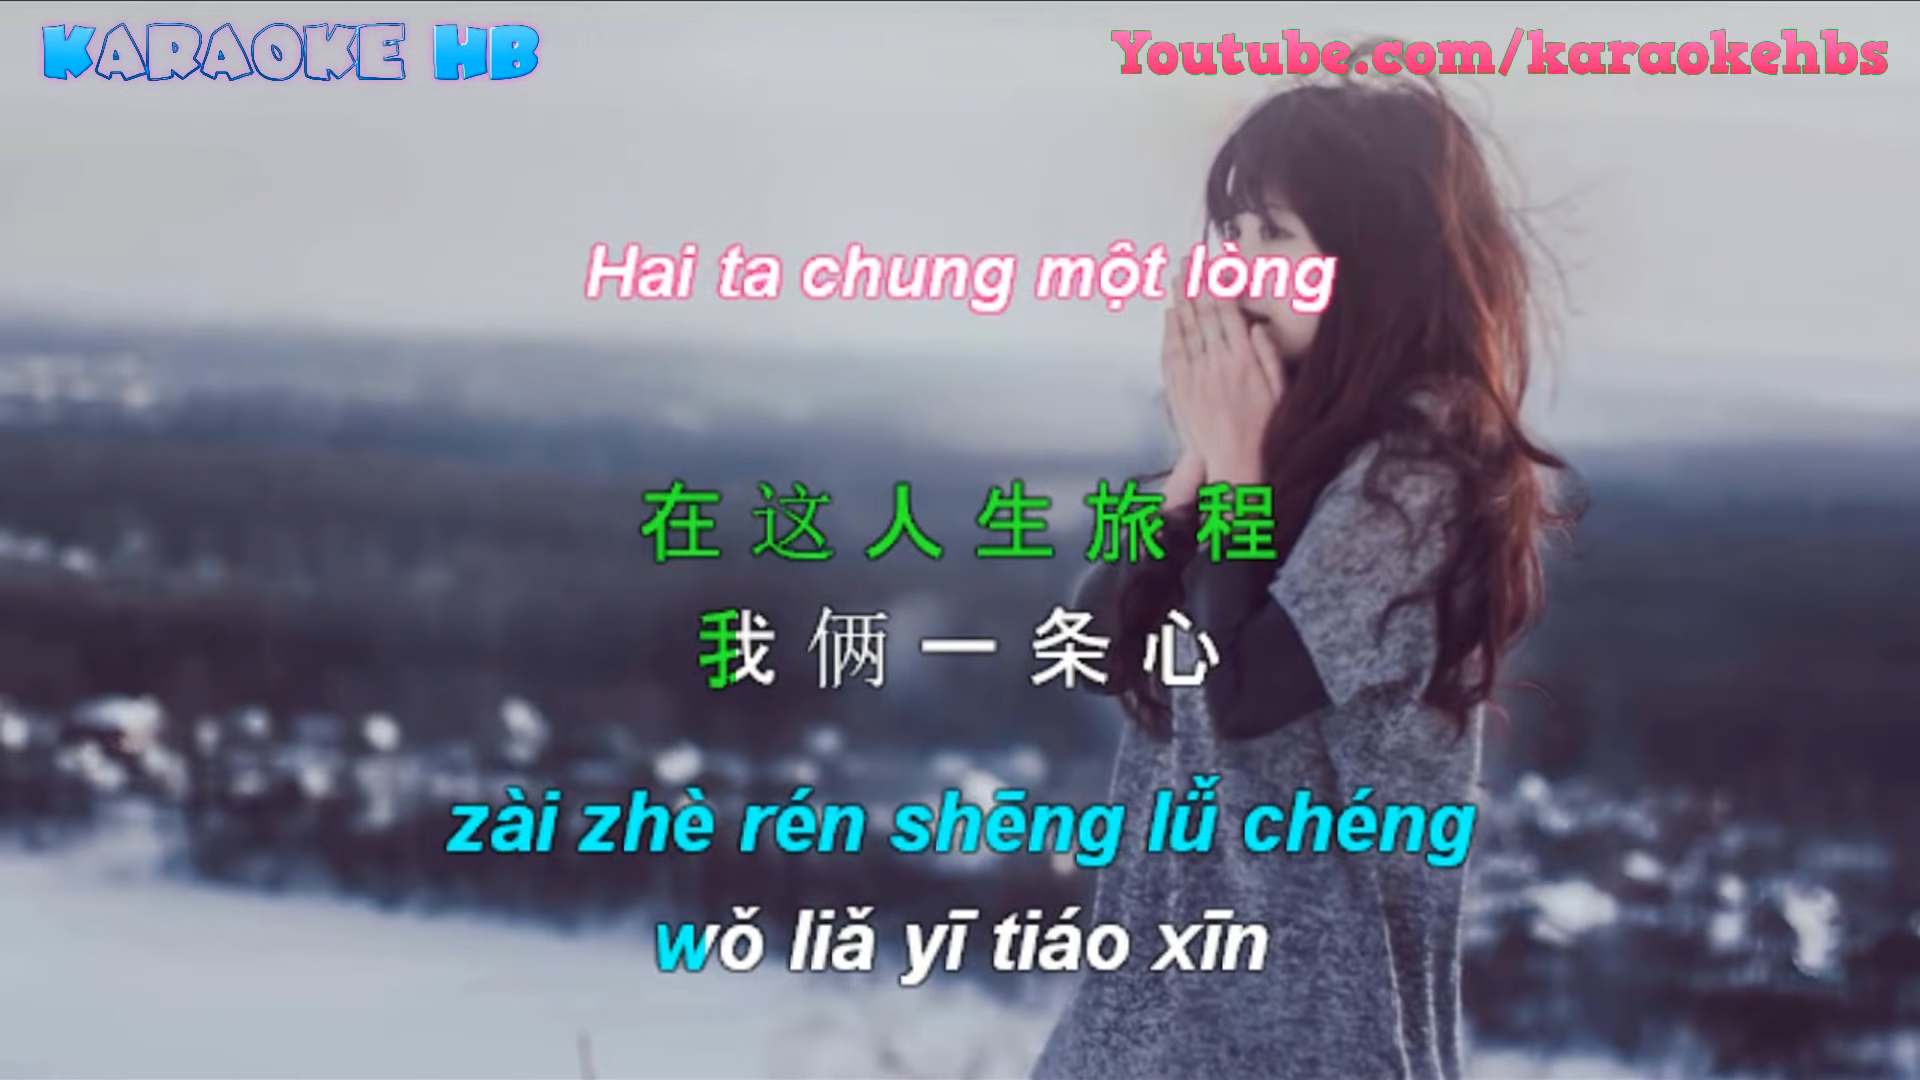 KARAOKE HB
Youtube.com/karaokehbs
Hai ta chung một lòng
在这人生旅程
我俩一条心
zài zhè rén shēng lǚ chéng
wǒ liǎ yī tiáo xīn